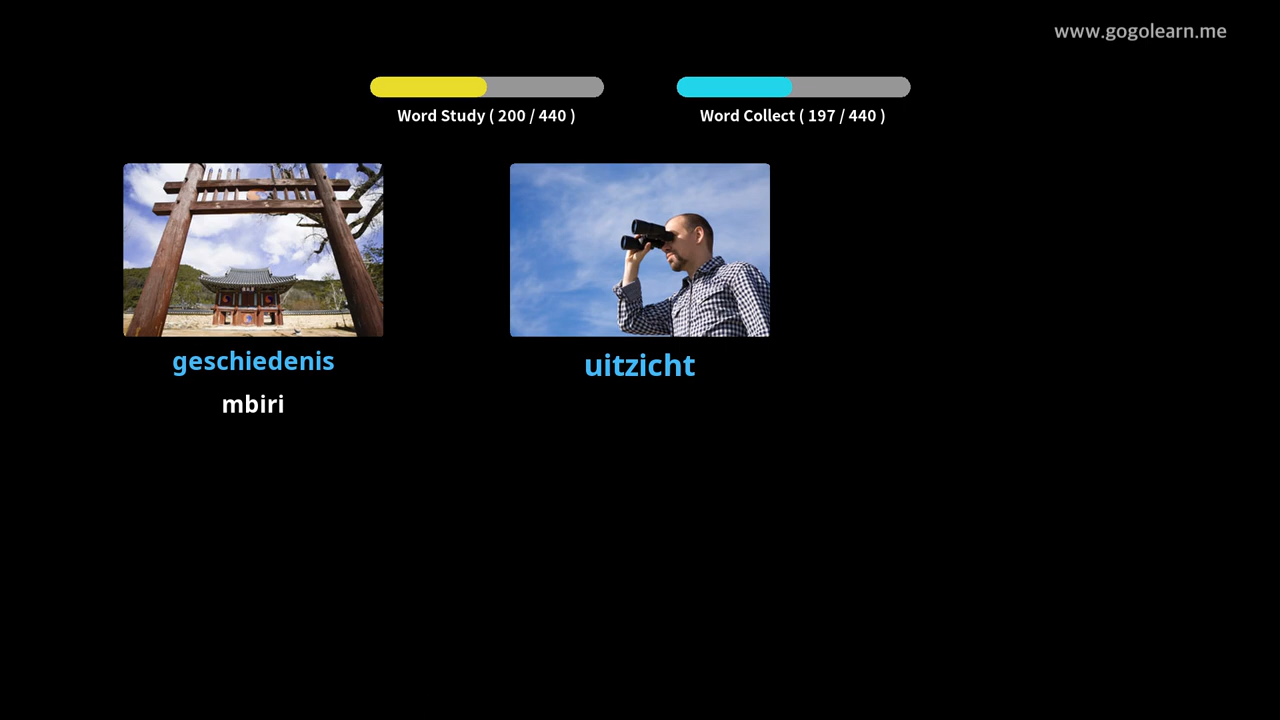 www.gogolearn.me
Word Study ( 200 / 440 )
Word Collect ( 197 / 440 )
geschiedenis
mbiri
uitzicht